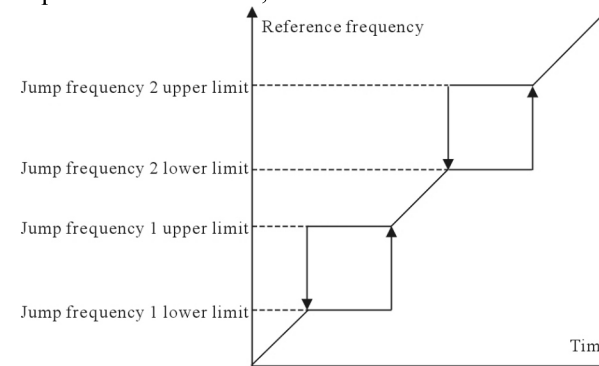 Reference frequency
Jump frequency 2 upper limit
Jump frequency 2 lower limit
Jump frequency 1 upper limit
Jump frequency 1 lower limit
Tim